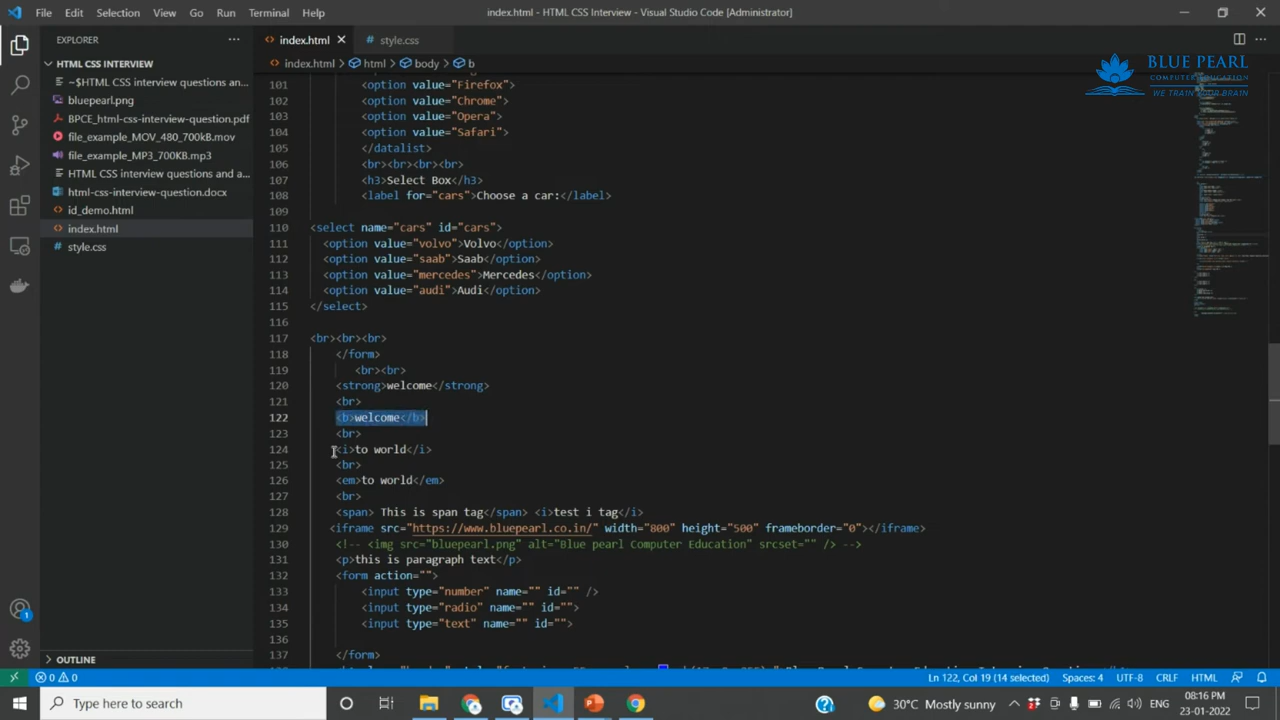 File Edit Selection View Go Run Terminal Help
index.html - HTML CSS Interview - Visual Studio Code [Administrator]
EXPLORER
HTML CSS INTERVIEW
~$HTML CSS interview questions an...
bluepearl.png
BPCE_html-css-interview-question.pdf
file_example_MOV_480_700kB.mov
file_example_MP3_700KB.mp3
HTML CSS interview questions and a...
html-css-interview-question.docx
id_demo.html
index.html
style.css
OUTLINE
index.html style.css
index.html > html > body > b
BLUE PEARL
COMPUTER EDUCATION
WE TRAIN YOUR BRAIN
101 <option value="Firefox">
102 <option value="Chrome">
103 <option value="Opera">
104 <option value="Safari">
105 </datalist>
106 <br><br><br><br>
107 <h3>Select Box</h3>
108 <label for="cars">Choose a car:</label>
109
110 <select name="cars" id="cars">
111 <option value="volvo">Volvo</option>
112 <option value="saab">Saab</option>
113 <option value="mercedes">Mercedes</option>
114 <option value="audi">Audi</option>
115 </select>
116
117 <br><br><br>
118 </form>
119 <br><br>
120 <strong>welcome</strong>
121 <br>
122 <b>welcome</b>
123 <br>
124 <i>to world</i>
125 <br>
126 <em>to world</em>
127 <br>
128 <span> This is span tag</span> <i>test i tag</i>
129 <iframe src="https://www.bluepearl.co.in/" width="800" height="500" frameborder="0"></iframe>
130 <!-- <img src="bluepearl.png" alt="Blue pearl Computer Education" srcset="" /> -->
131 <p>this is paragraph text</p>
132 <form action="">
133 <input type="number" name="" id="" />
134 <input type="radio" name="" id="">
135 <input type="text" name="" id="">
136
137 </form>
0 0
Ln 122, Col 19 (14 selected) Spaces: 4 UTF-8 CRLF HTML
Type here to search
30°C Mostly sunny
08:16 PM
23-01-2022